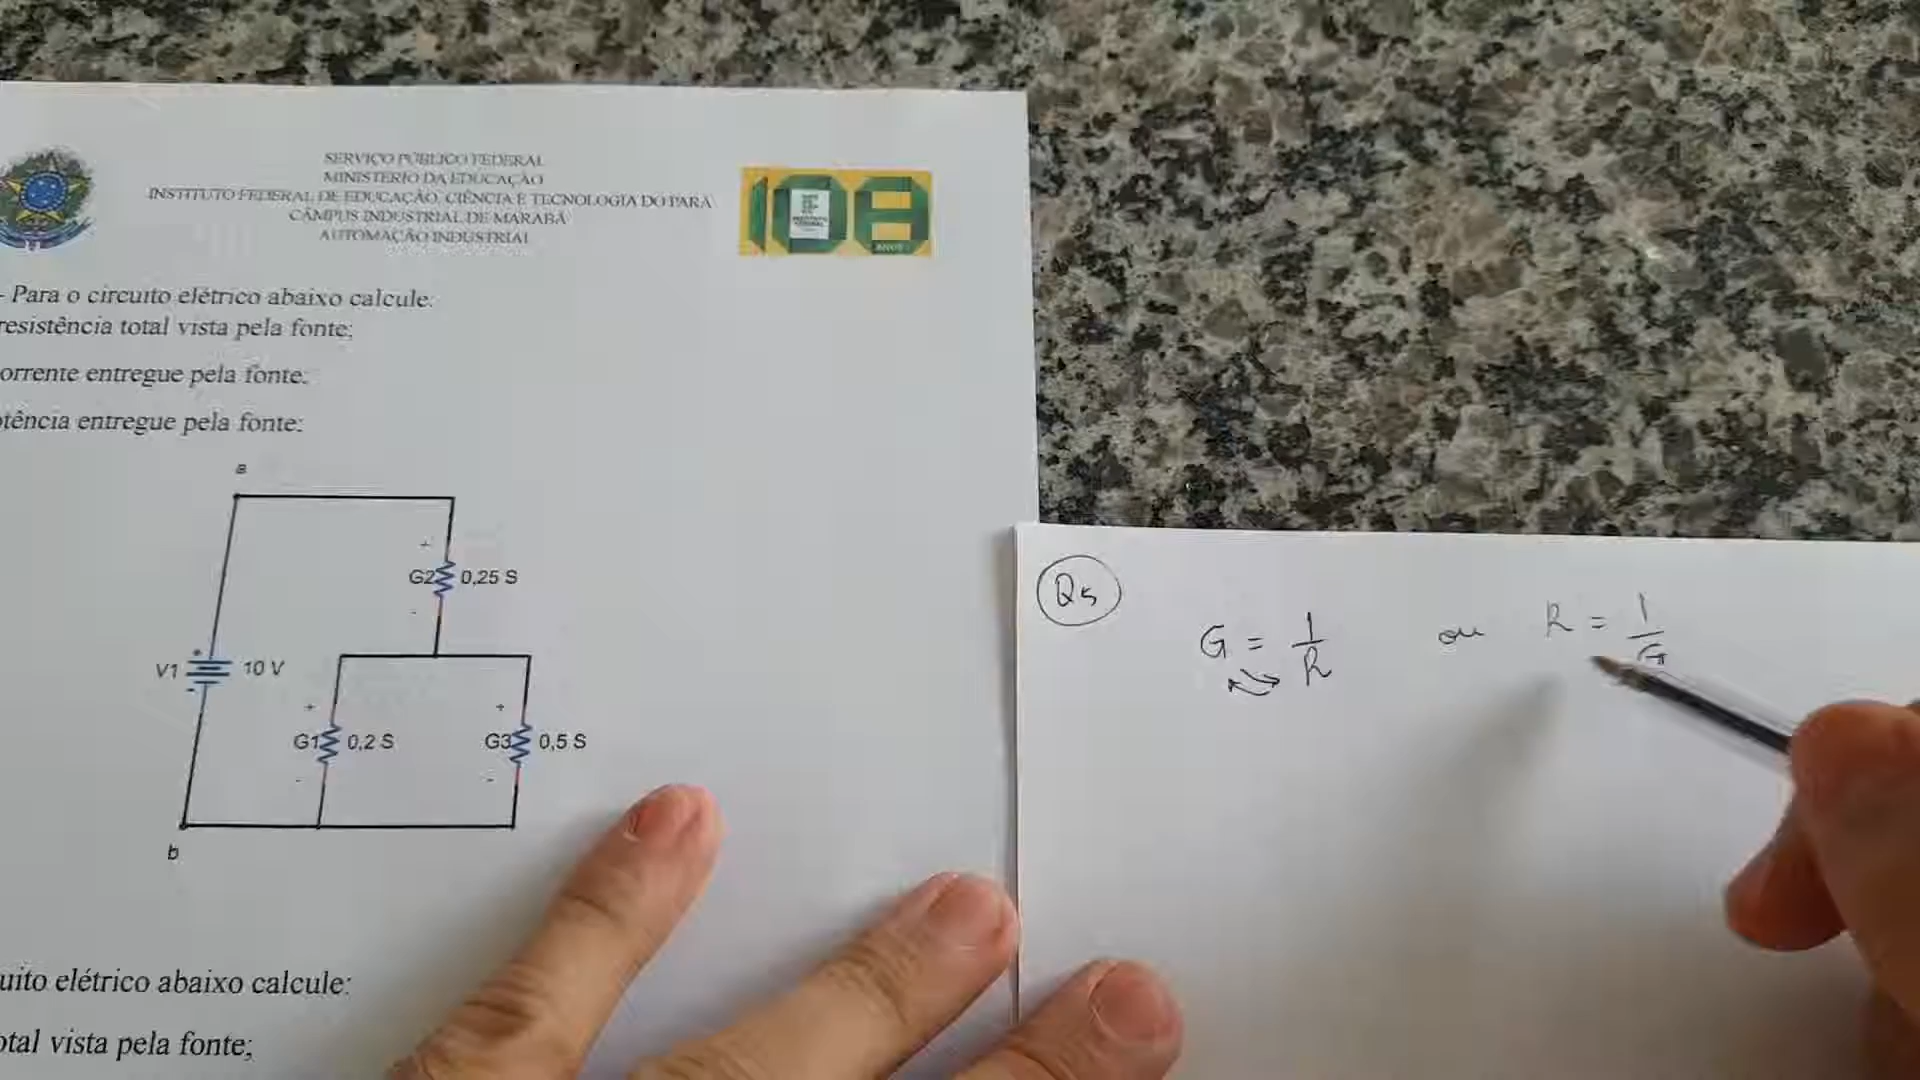 SERVIÇO PÚBLICO FEDERAL
MINISTÉRIO DA EDUCAÇÃO
INSTITUTO FEDERAL DE EDUCAÇÃO, CIÊNCIA E TECNOLOGIA DO PARÁ
CÂMPUS INDUSTRIAL DE MARABÁ
AUTOMAÇÃO INDUSTRIAL
108
ANOS
- Para o circuito elétrico abaixo calcule:
resistência total vista pela fonte;
orrente entregue pela fonte:
otência entregue pela fonte:
a
+
G2 0,25 S
-
+
V1 10 V
-
+ +
G1 0,2 S G3 0,5 S
- -
b
uito elétrico abaixo calcule:
otal vista pela fonte;
Q5
G = 1/R ou R = 1/G